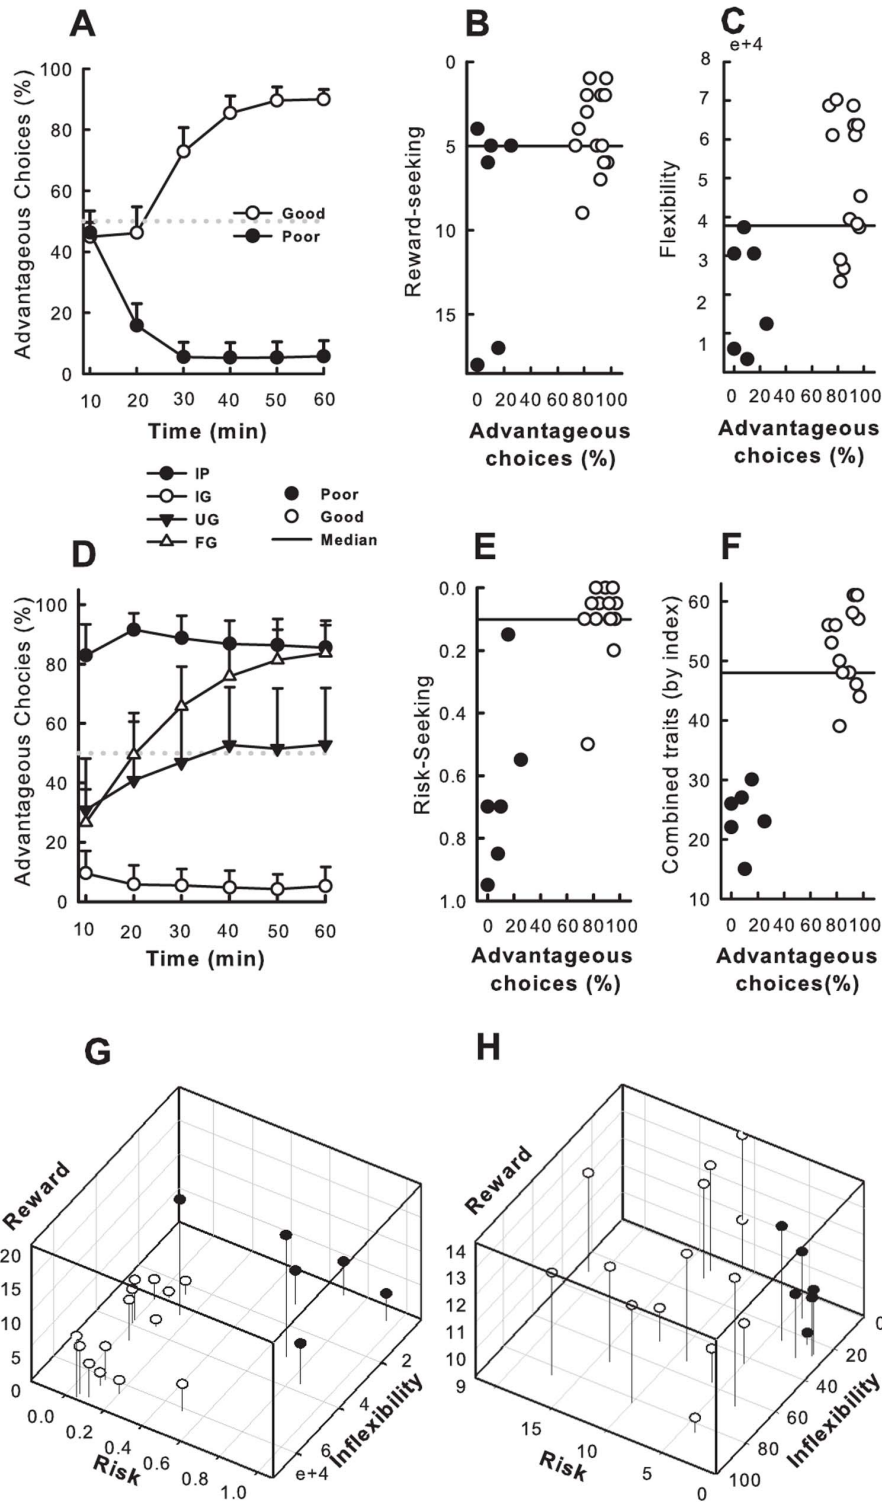 A
Advantageous Choices (%)
100
80
60
40
20
0
Good
Poor
10 20 30 40 50 60
Time (min)
B
Reward-seeking
0
5
10
15
0 20 40 60 80 100
Advantageous
choices (%)
C
e+4
Flexibility
8
7
6
5
4
3
2
1
0 20 40 60 80 100
Advantageous
choices (%)
IP
IG
UG
FG
Poor
Good
Median
D
Advantageous Chocies (%)
100
80
60
40
20
0
10 20 30 40 50 60
Time (min)
E
Risk-Seeking
0.0
0.2
0.4
0.6
0.8
1.0
0 20 40 60 80 100
Advantageous
choices (%)
F
Combined traits (by index)
60
50
40
30
20
10
0 20 40 60 80 100
Advantageous
choices(%)
G
Reward
20
15
10
5
0
0.0
0.2
0.4
0.6
0.8
1.0
Risk
2
4
6
e+4
Inflexibility
H
Reward
14
13
12
11
10
9
15
10
5
0
Risk
0
20
40
60
80
100
Inflexibility